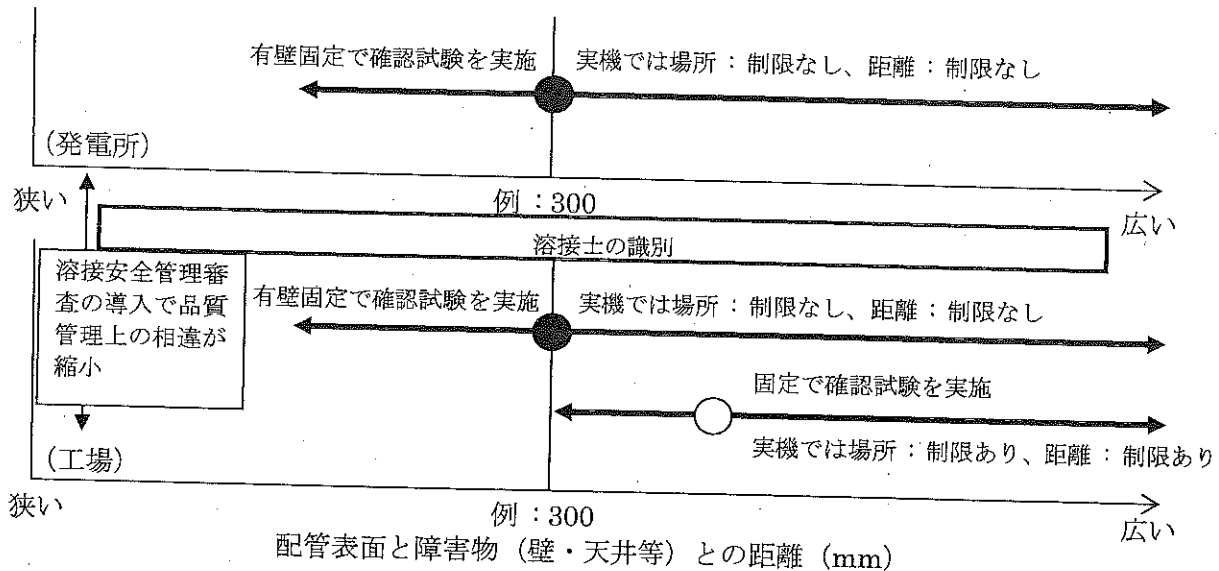 有壁固定で確認試験を実施
実機では場所：制限なし、距離：制限なし
(発電所)
狭い
例：300
広い
溶接士の識別
溶接安全管理審
査の導入で品質
管理上の相違が
縮小
有壁固定で確認試験を実施
実機では場所：制限なし、距離：制限なし
固定で確認試験を実施
実機では場所：制限あり、距離：制限あり
(工場)
狭い
例：300
広い
配管表面と障害物（壁・天井等）との距離（mm）